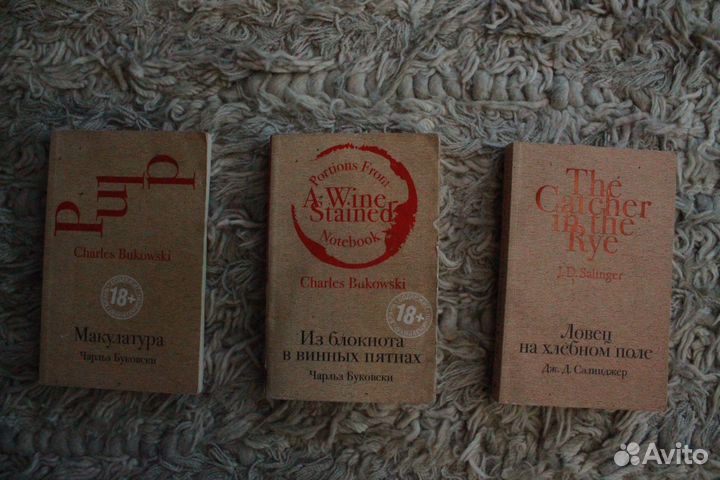 Pulp
Charles Bukowski
18+
Макулатура
Чарльз Буковски
Portions From
A Wine-
Stained
Notebook
Charles Bukowski
18+
Из блокнота
в винных пятнах
Чарльз Буковски
The
Catcher
in the
Rye
J. D. Salinger
Ловец
на хлебном поле
Дж. Д. Сэлинджер
Avito